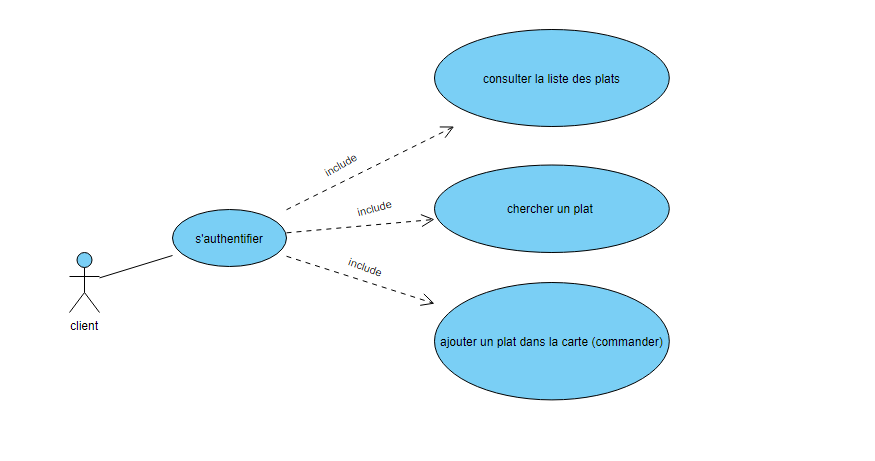 consulter la liste des plats
include
chercher un plat
include
s'authentifier
include
client
ajouter un plat dans la carte (commander)